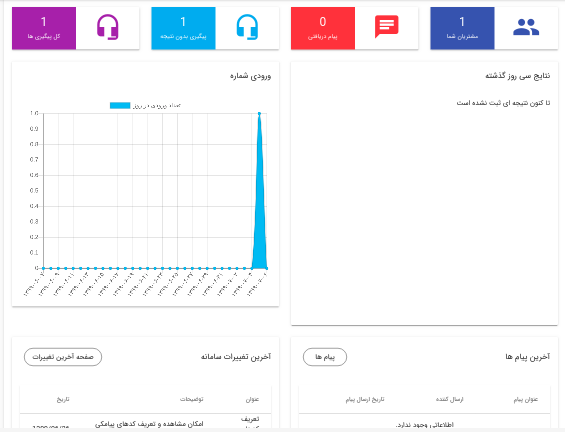 1
مشتریان شما
0
پیام دریافتی
1
پیگیری بدون نتیجه
1
کل پیگیری ها
نتایج سی روز گذشته
تا کنون نتیجه ای ثبت نشده است
ورودی شماره
تعداد ورودی در روز
1.0
0.9
0.8
0.7
0.6
0.5
0.4
0.3
0.2
0.1
0
آخرین پیام ها
پیام ها
عنوان پیام
ارسال کننده
تاریخ ارسال پیام
اطلاعاتی وجود ندارد.
آخرین تغییرات سامانه
صفحه آخرین تغییرات
عنوان
توضیحات
تاریخ
تعریف
امکان مشاهده و تعریف کدهای پیامکی